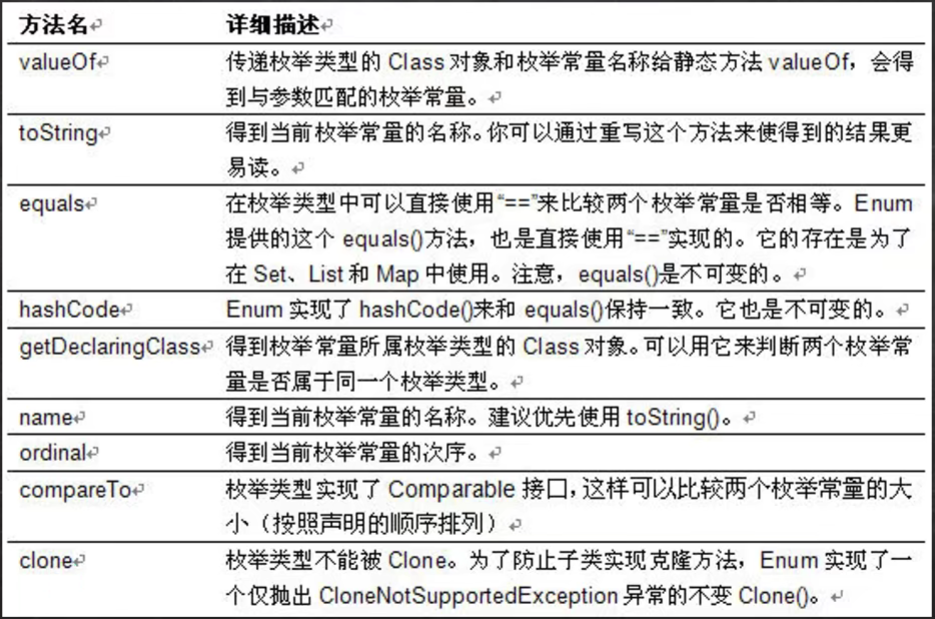 方法名 详细描述
valueOf 传递枚举类型的 Class 对象和枚举常量名称给静态方法 valueOf，会得
到与参数匹配的枚举常量。
toString 得到当前枚举常量的名称。你可以通过重写这个方法来使得到的结果更
易读。
equals 在枚举类型中可以直接使用“==”来比较两个枚举常量是否相等。Enum
提供的这个 equals()方法，也是直接使用“==”实现的。它的存在是为了
在 Set、List 和 Map 中使用。注意，equals()是不可变的。
hashCode Enum 实现了 hashCode()来和 equals()保持一致。它也是不可变的。
getDeclaringClass 得到枚举常量所属枚举类型的 Class 对象。可以用它来判断两个枚举常
量是否属于同一个枚举类型。
name 得到当前枚举常量的名称。建议优先使用 toString()。
ordinal 得到当前枚举常量的次序。
compareTo 枚举类型实现了 Comparable 接口，这样可以比较两个枚举常量的大
小（按照声明的顺序排列）
clone 枚举类型不能被 Clone。为了防止子类实现克隆方法，Enum 实现了一
个仅抛出 CloneNotSupportedException 异常的不变 Clone()。